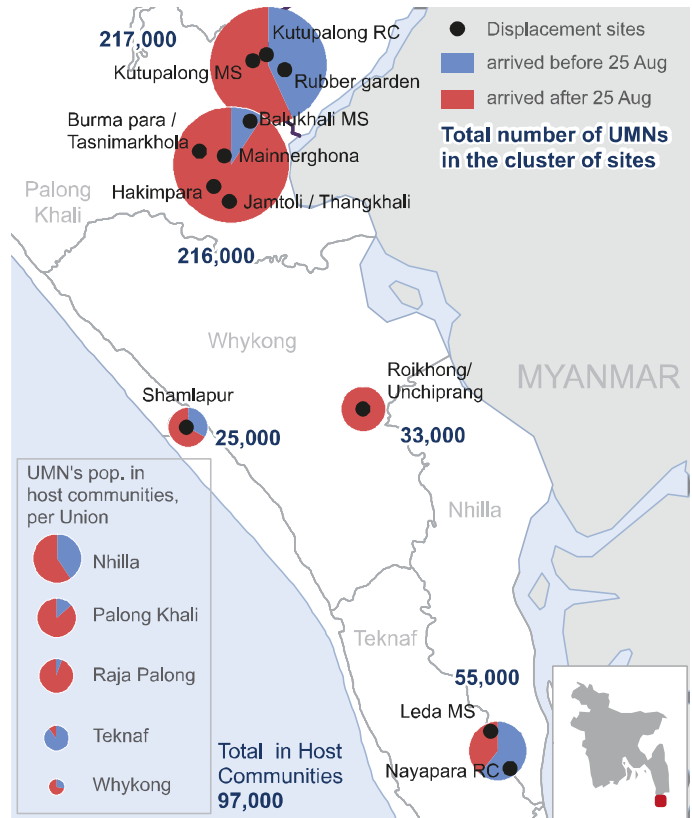 217,000
Kutupalong RC
Kutupalong MS
Rubber garden
Displacement sites
arrived before 25 Aug
arrived after 25 Aug
Total number of UMNs
in the cluster of sites
Burma para /
Tasnimarkhola
Balukhali MS
Mainnerghona
Hakimpara
Jamtoli / Thangkhali
Palong
Khali
216,000
Whykong
MYANMAR
Shamlapur
25,000
Roikhong/
Unchiprang
33,000
UMN's pop. in
host communities,
per Union
Nhilla
Palong Khali
Raja Palong
Teknaf
Whykong
Nhilla
Teknaf
55,000
Leda MS
Nayapara RC
Total in Host
Communities
97,000